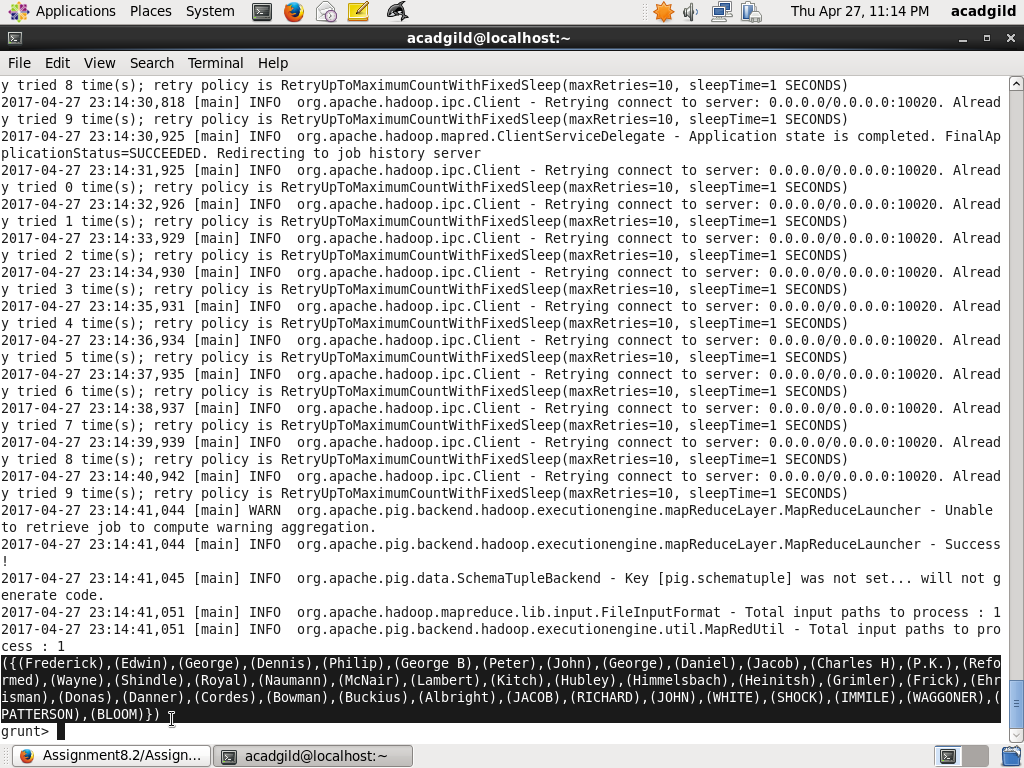 Applications Places System Thu Apr 27, 11:14 PM acadgild
acadgild@localhost:~
File Edit View Search Terminal Help
y tried 8 time(s); retry policy is RetryUpToMaximumCountWithFixedSleep(maxRetries=10, sleepTime=1 SECONDS)
2017-04-27 23:14:30,818 [main] INFO  org.apache.hadoop.ipc.Client - Retrying connect to server: 0.0.0.0/0.0.0.0:10020. Alread
y tried 9 time(s); retry policy is RetryUpToMaximumCountWithFixedSleep(maxRetries=10, sleepTime=1 SECONDS)
2017-04-27 23:14:30,925 [main] INFO  org.apache.hadoop.mapred.ClientServiceDelegate - Application state is completed. FinalAp
plicationStatus=SUCCEEDED. Redirecting to job history server
2017-04-27 23:14:31,925 [main] INFO  org.apache.hadoop.ipc.Client - Retrying connect to server: 0.0.0.0/0.0.0.0:10020. Alread
y tried 0 time(s); retry policy is RetryUpToMaximumCountWithFixedSleep(maxRetries=10, sleepTime=1 SECONDS)
2017-04-27 23:14:32,926 [main] INFO  org.apache.hadoop.ipc.Client - Retrying connect to server: 0.0.0.0/0.0.0.0:10020. Alread
y tried 1 time(s); retry policy is RetryUpToMaximumCountWithFixedSleep(maxRetries=10, sleepTime=1 SECONDS)
2017-04-27 23:14:33,929 [main] INFO  org.apache.hadoop.ipc.Client - Retrying connect to server: 0.0.0.0/0.0.0.0:10020. Alread
y tried 2 time(s); retry policy is RetryUpToMaximumCountWithFixedSleep(maxRetries=10, sleepTime=1 SECONDS)
2017-04-27 23:14:34,930 [main] INFO  org.apache.hadoop.ipc.Client - Retrying connect to server: 0.0.0.0/0.0.0.0:10020. Alread
y tried 3 time(s); retry policy is RetryUpToMaximumCountWithFixedSleep(maxRetries=10, sleepTime=1 SECONDS)
2017-04-27 23:14:35,931 [main] INFO  org.apache.hadoop.ipc.Client - Retrying connect to server: 0.0.0.0/0.0.0.0:10020. Alread
y tried 4 time(s); retry policy is RetryUpToMaximumCountWithFixedSleep(maxRetries=10, sleepTime=1 SECONDS)
2017-04-27 23:14:36,934 [main] INFO  org.apache.hadoop.ipc.Client - Retrying connect to server: 0.0.0.0/0.0.0.0:10020. Alread
y tried 5 time(s); retry policy is RetryUpToMaximumCountWithFixedSleep(maxRetries=10, sleepTime=1 SECONDS)
2017-04-27 23:14:37,935 [main] INFO  org.apache.hadoop.ipc.Client - Retrying connect to server: 0.0.0.0/0.0.0.0:10020. Alread
y tried 6 time(s); retry policy is RetryUpToMaximumCountWithFixedSleep(maxRetries=10, sleepTime=1 SECONDS)
2017-04-27 23:14:38,937 [main] INFO  org.apache.hadoop.ipc.Client - Retrying connect to server: 0.0.0.0/0.0.0.0:10020. Alread
y tried 7 time(s); retry policy is RetryUpToMaximumCountWithFixedSleep(maxRetries=10, sleepTime=1 SECONDS)
2017-04-27 23:14:39,939 [main] INFO  org.apache.hadoop.ipc.Client - Retrying connect to server: 0.0.0.0/0.0.0.0:10020. Alread
y tried 8 time(s); retry policy is RetryUpToMaximumCountWithFixedSleep(maxRetries=10, sleepTime=1 SECONDS)
2017-04-27 23:14:40,942 [main] INFO  org.apache.hadoop.ipc.Client - Retrying connect to server: 0.0.0.0/0.0.0.0:10020. Alread
y tried 9 time(s); retry policy is RetryUpToMaximumCountWithFixedSleep(maxRetries=10, sleepTime=1 SECONDS)
2017-04-27 23:14:41,044 [main] WARN  org.apache.pig.backend.hadoop.executionengine.mapReduceLayer.MapReduceLauncher - Unable
to retrieve job to compute warning aggregation.
2017-04-27 23:14:41,044 [main] INFO  org.apache.pig.backend.hadoop.executionengine.mapReduceLayer.MapReduceLauncher - Success
!
2017-04-27 23:14:41,045 [main] INFO  org.apache.pig.data.SchemaTupleBackend - Key [pig.schematuple] was not set... will not g
enerate code.
2017-04-27 23:14:41,051 [main] INFO  org.apache.hadoop.mapreduce.lib.input.FileInputFormat - Total input paths to process : 1
2017-04-27 23:14:41,051 [main] INFO  org.apache.pig.backend.hadoop.executionengine.util.MapRedUtil - Total input paths to pro
cess : 1
({(Frederick),(Edwin),(George),(Dennis),(Philip),(George B),(Peter),(John),(George),(Daniel),(Jacob),(Charles H),(P.K.),(Refo
rmed),(Wayne),(Shindle),(Royal),(Naumann),(McNair),(Lambert),(Kitch),(Hubley),(Himmelsbach),(Heinitsh),(Grimler),(Frick),(Ehr
isman),(Donas),(Danner),(Cordes),(Bowman),(Buckius),(Albright),(JACOB),(RICHARD),(JOHN),(WHITE),(SHOCK),(IMMILE),(WAGGONER),(
PATTERSON),(BLOOM)})
grunt>
Assignment8.2/Assign... acadgild@localhost:~